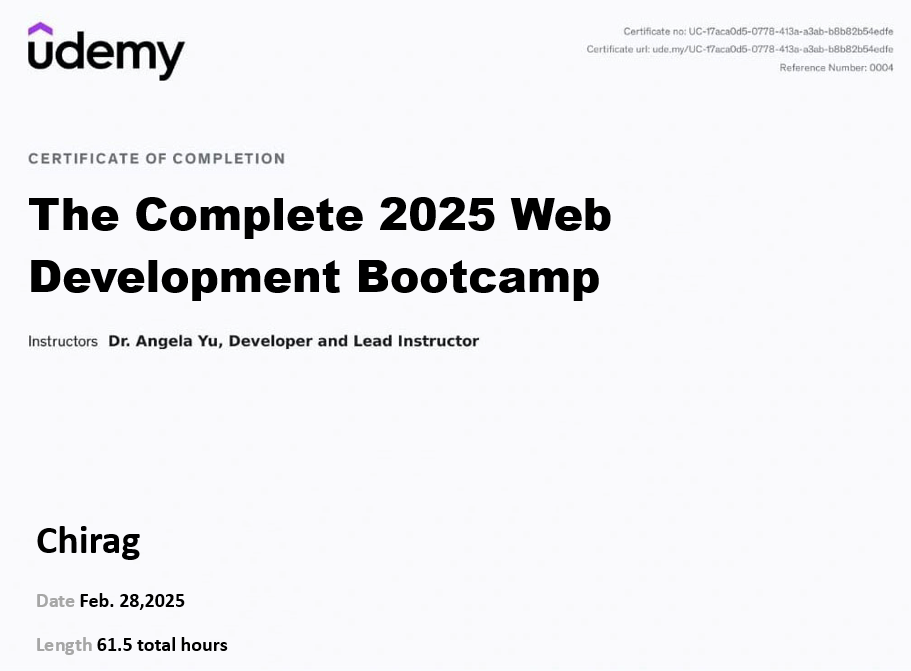 udemy
Certificate no: UC-17aca0d5-0778-413a-a3ab-b8b82b54edfe
Certificate url: ude.my/UC-17aca0d5-0778-413a-a3ab-b8b82b54edfe
Reference Number: 0004
CERTIFICATE OF COMPLETION
The Complete 2025 Web
Development Bootcamp
Instructors Dr. Angela Yu, Developer and Lead Instructor
Chirag
Date Feb. 28,2025
Length 61.5 total hours